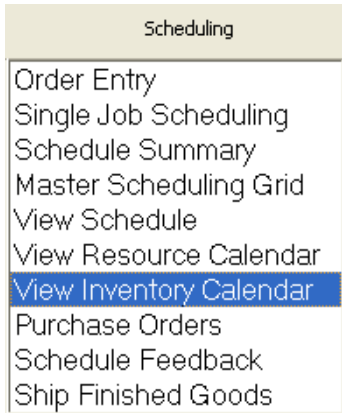 Scheduling
Order Entry
Single Job Scheduling
Schedule Summary
Master Scheduling Grid
View Schedule
View Resource Calendar
View Inventory Calendar
Purchase Orders
Schedule Feedback
Ship Finished Goods